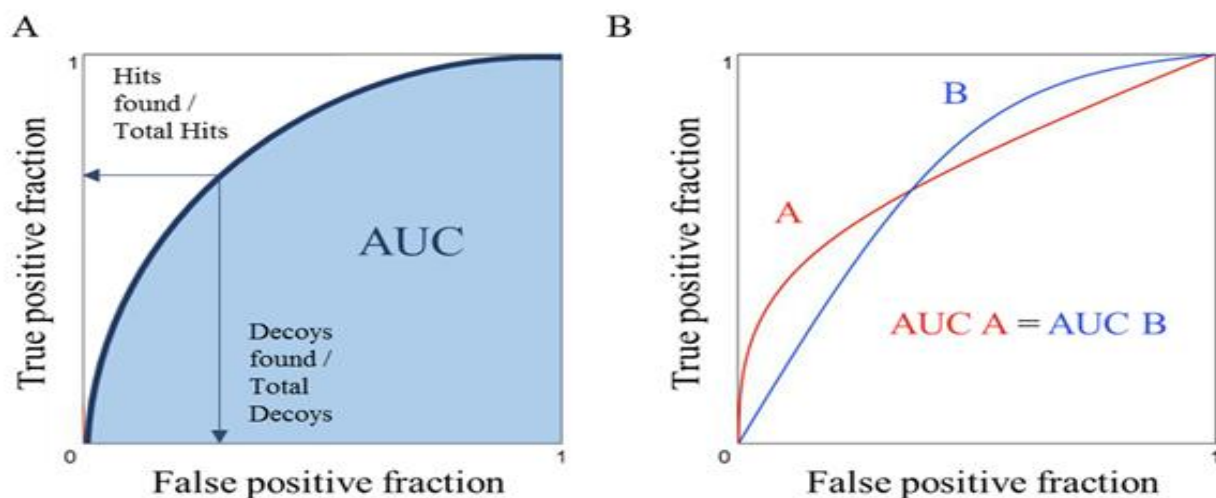 A
True positive fraction
1
Hits
found /
Total Hits
AUC
Decoys
found /
Total
Decoys
0
1
False positive fraction
B
True positive fraction
1
B
A
AUC A = AUC B
0
1
False positive fraction